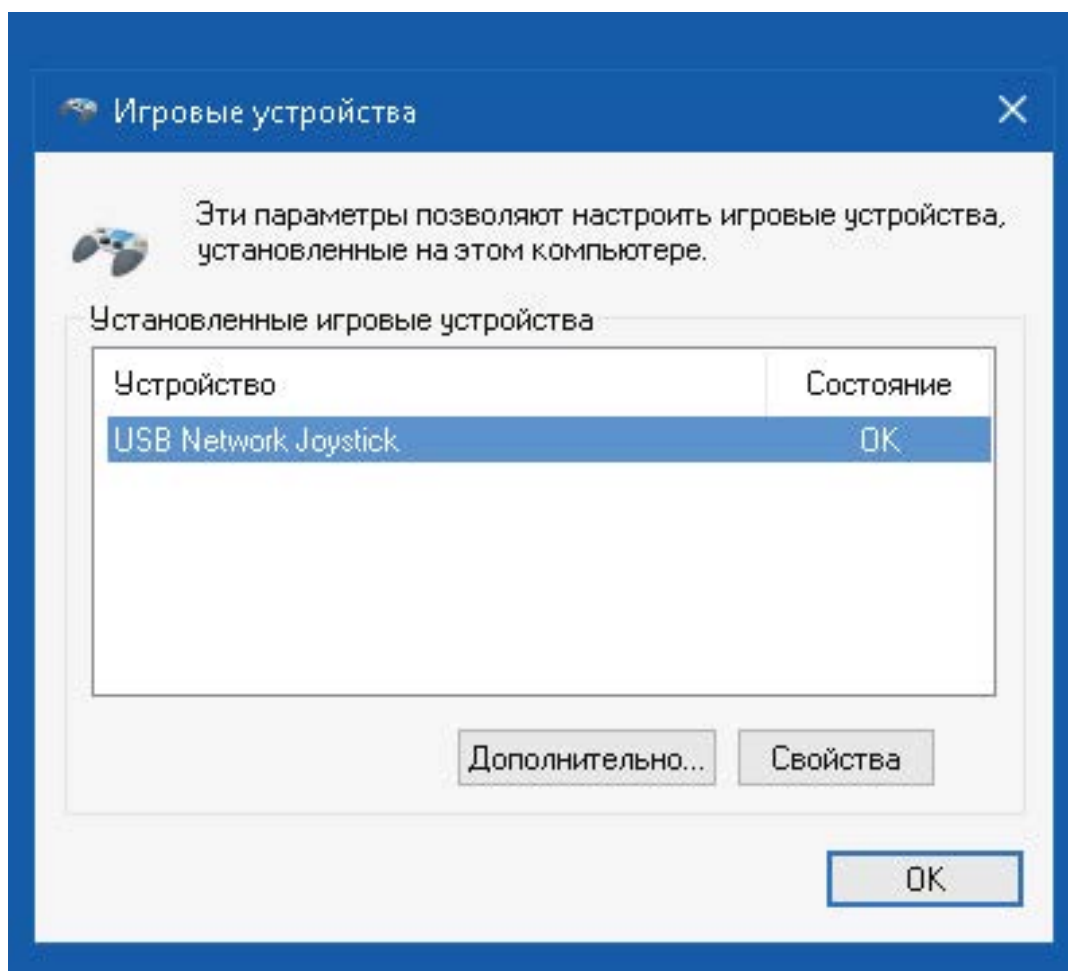 Игровые устройства
Эти параметры позволяют настроить игровые устройства,
установленные на этом компьютере.
Установленные игровые устройства
Устройство Состояние
USB Network Joystick OK
Дополнительно... Свойства
OK